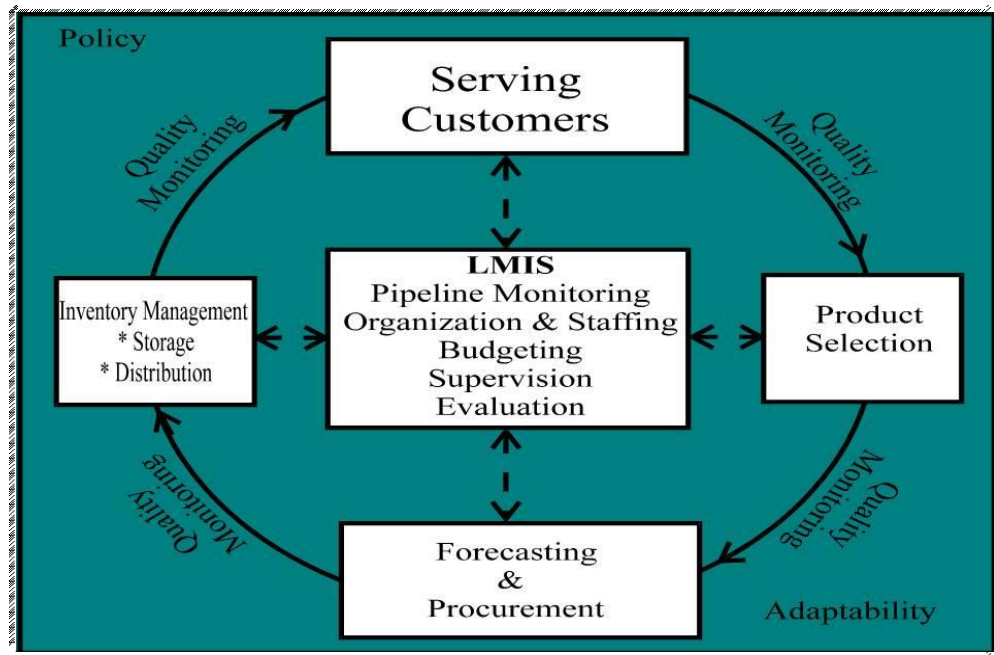 Policy
Serving
Customers
Quality
Monitoring
Quality
Monitoring
LMIS
Pipeline Monitoring
Organization & Staffing
Budgeting
Supervision
Evaluation
Inventory Management
* Storage
* Distribution
Product
Selection
Quality
Monitoring
Quality
Monitoring
Forecasting
&
Procurement
Adaptability